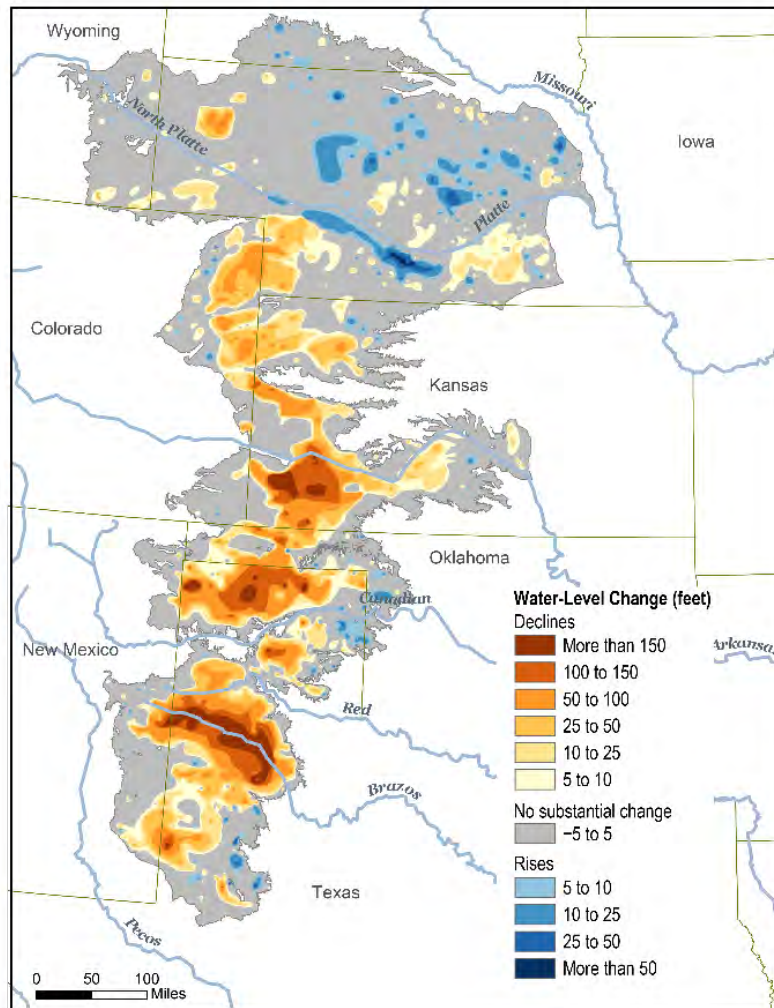 Wyoming
Missouri
North Platte
Iowa
Platte
Colorado
Kansas
Oklahoma
Canadian
New Mexico
Arkansas
Red
Brazos
Texas
Pecos
Water-Level Change (feet)
Declines
More than 150
100 to 150
50 to 100
25 to 50
10 to 25
5 to 10
No substantial change
−5 to 5
Rises
5 to 10
10 to 25
25 to 50
More than 50
0 50 100
Miles